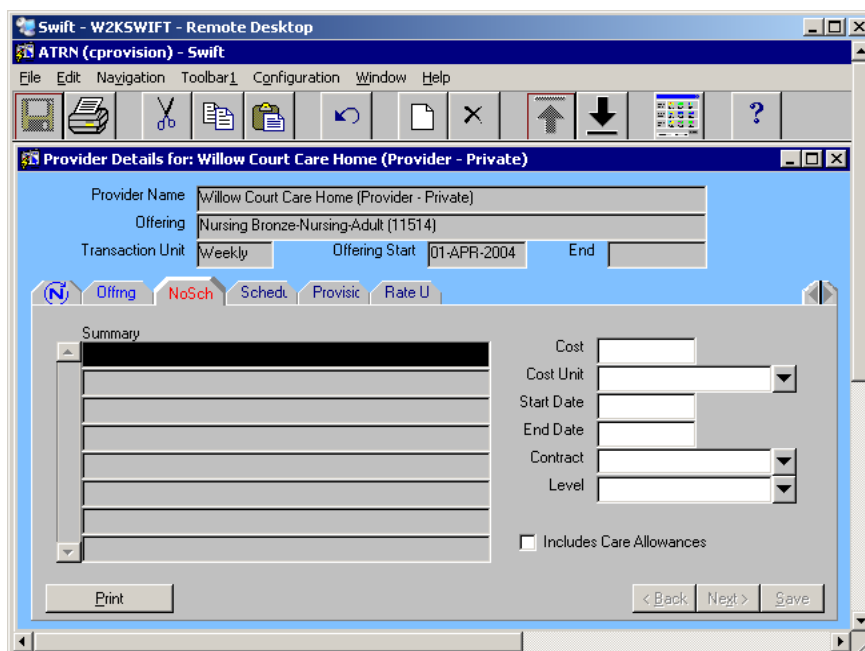 Swift - W2KSWIFT - Remote Desktop
ATRN (cprovision) - Swift
File Edit Navigation Toolbar1 Configuration Window Help
?
Provider Details for: Willow Court Care Home (Provider - Private)
Provider Name Willow Court Care Home (Provider - Private)
Offering Nursing Bronze-Nursing-Adult (11514)
Transaction Unit Weekly Offering Start 01-APR-2004 End
N Offrng NoSch Schedu Provisic Rate U
Summary
Cost
Cost Unit
Start Date
End Date
Contract
Level
Includes Care Allowances
Print < Back Next > Save